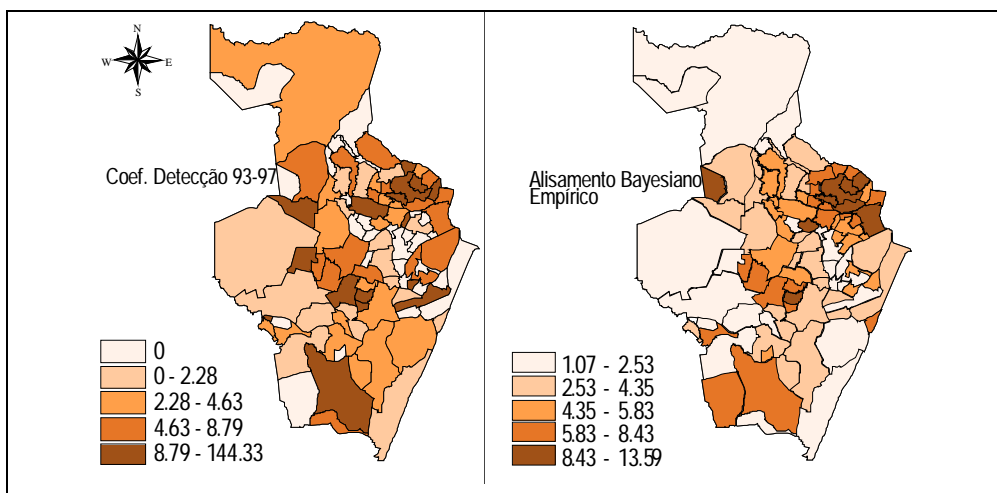 N
W E
S
Coef. Detecção 93-97
0
0 - 2.28
2.28 - 4.63
4.63 - 8.79
8.79 - 144.33
Alisamento Bayesiano
Empírico
1.07 - 2.53
2.53 - 4.35
4.35 - 5.83
5.83 - 8.43
8.43 - 13.59